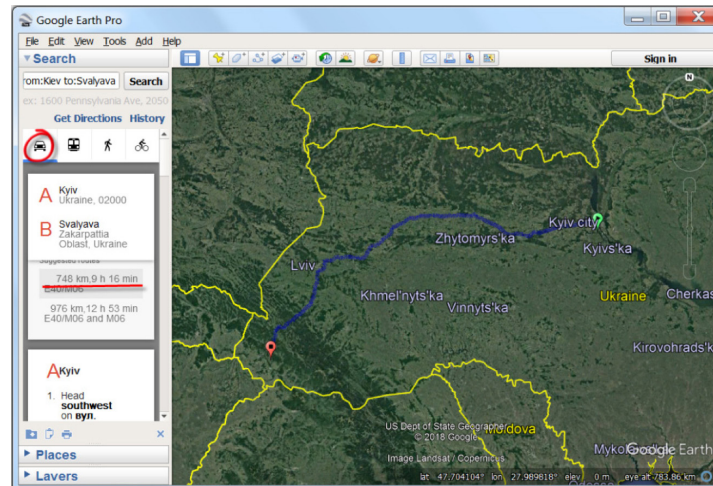 Google Earth Pro
File Edit View Tools Add Help
Search
Sign in
rom:Kiev to:Svalyava
Search
ex: 1600 Pennsylvania Ave, 2050
Get Directions History
A Kyiv
Ukraine, 02000
B Svalyava
Zakarpattia
Oblast, Ukraine
Suggested routes
748 km,9 h 16 min
E40/M06
976 km,12 h 53 min
E40/M06 and M06
AKyiv
1. Head
southwest
on вул.
Places
Layers
N
Kyiv city
Kyivs'ka
Zhytomyrs'ka
Lviv
Khmel'nyts'ka
Vinnyts'ka
Ukraine
Cherkas
Kirovohrads'k
Moldova
US Dept of State Geographer
© 2018 Google
Image Landsat / Copernicus
Google Earth
lat 47.704104° lon 27.989818° elev 0 m eye alt 783.86 km